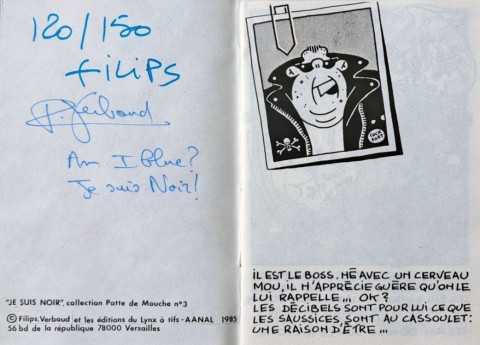 120/150
FiLiPS
P. Verbaud
Am I blue?
Je suis Noir!
"JE SUIS NOIR", collection Patte de Mouche n°3
© Filips, Verbaud et les éditions du Lynx à tifs - AANAL 1985
56 bd de la république 78000 Versailles
iL EST LE BOSS. NÉ AVEC UN CERVEAU
MOU, iL N'APPRÉCIE GUÈRE QU'ON LE
LUI RAPPELLE... OK?
LES DÉCIBELS SONT POUR LUI CE QUE
LES SAUSSICES SONT AU CASSOULET:
UNE RAISON D'ÊTRE...